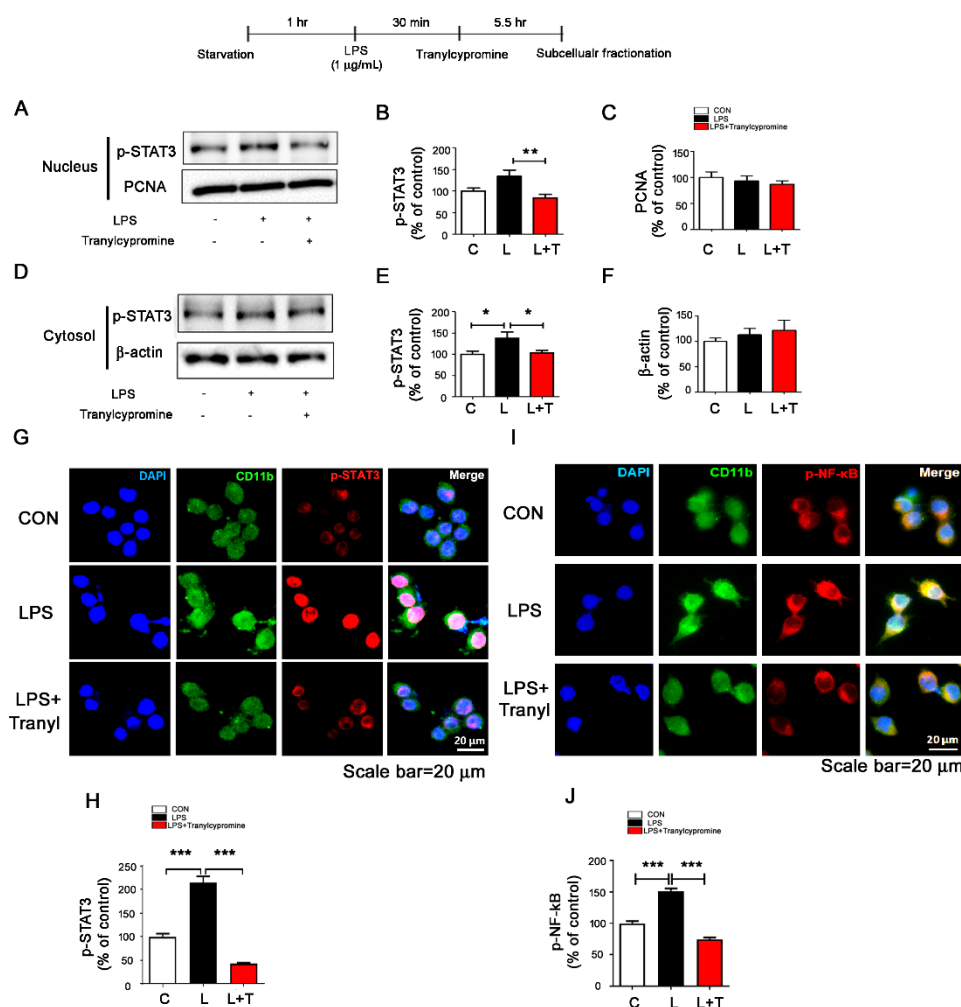 1 hr 30 min 5.5 hr
Starvation LPS Tranylcypromine Subcelluair fractionation
(1 μg/mL)
A
Nucleus
p-STAT3
PCNA
LPS - + +
Tranylcypromine - - +
B
p-STAT3
(% of control)
200
150
100
50
0
**
C L L+T
C
CON
LPS
LPS+Tranylcypromine
PCNA
(% of control)
200
150
100
50
0
C L L+T
D
Cytosol
p-STAT3
β-actin
LPS - + +
Tranylcypromine - - +
E
p-STAT3
(% of control)
200
150
100
50
0
* *
C L L+T
F
β-actin
(% of control)
200
150
100
50
0
C L L+T
G
DAPI CD11b p-STAT3 Merge
CON
LPS
LPS+
Tranyl
20 μm
Scale bar=20 μm
I
DAPI CD11b p-NF-κB Merge
CON
LPS
LPS+
Tranyl
20 μm
Scale bar=20 μm
H
CON
LPS
LPS+Tranylcypromine
p-STAT3
(% of control)
250
200
150
100
50
0
*** ***
C L L+T
J
CON
LPS
LPS+Tranylcypromine
p-NF-kB
(% of control)
200
150
100
50
0
*** ***
C L L+T